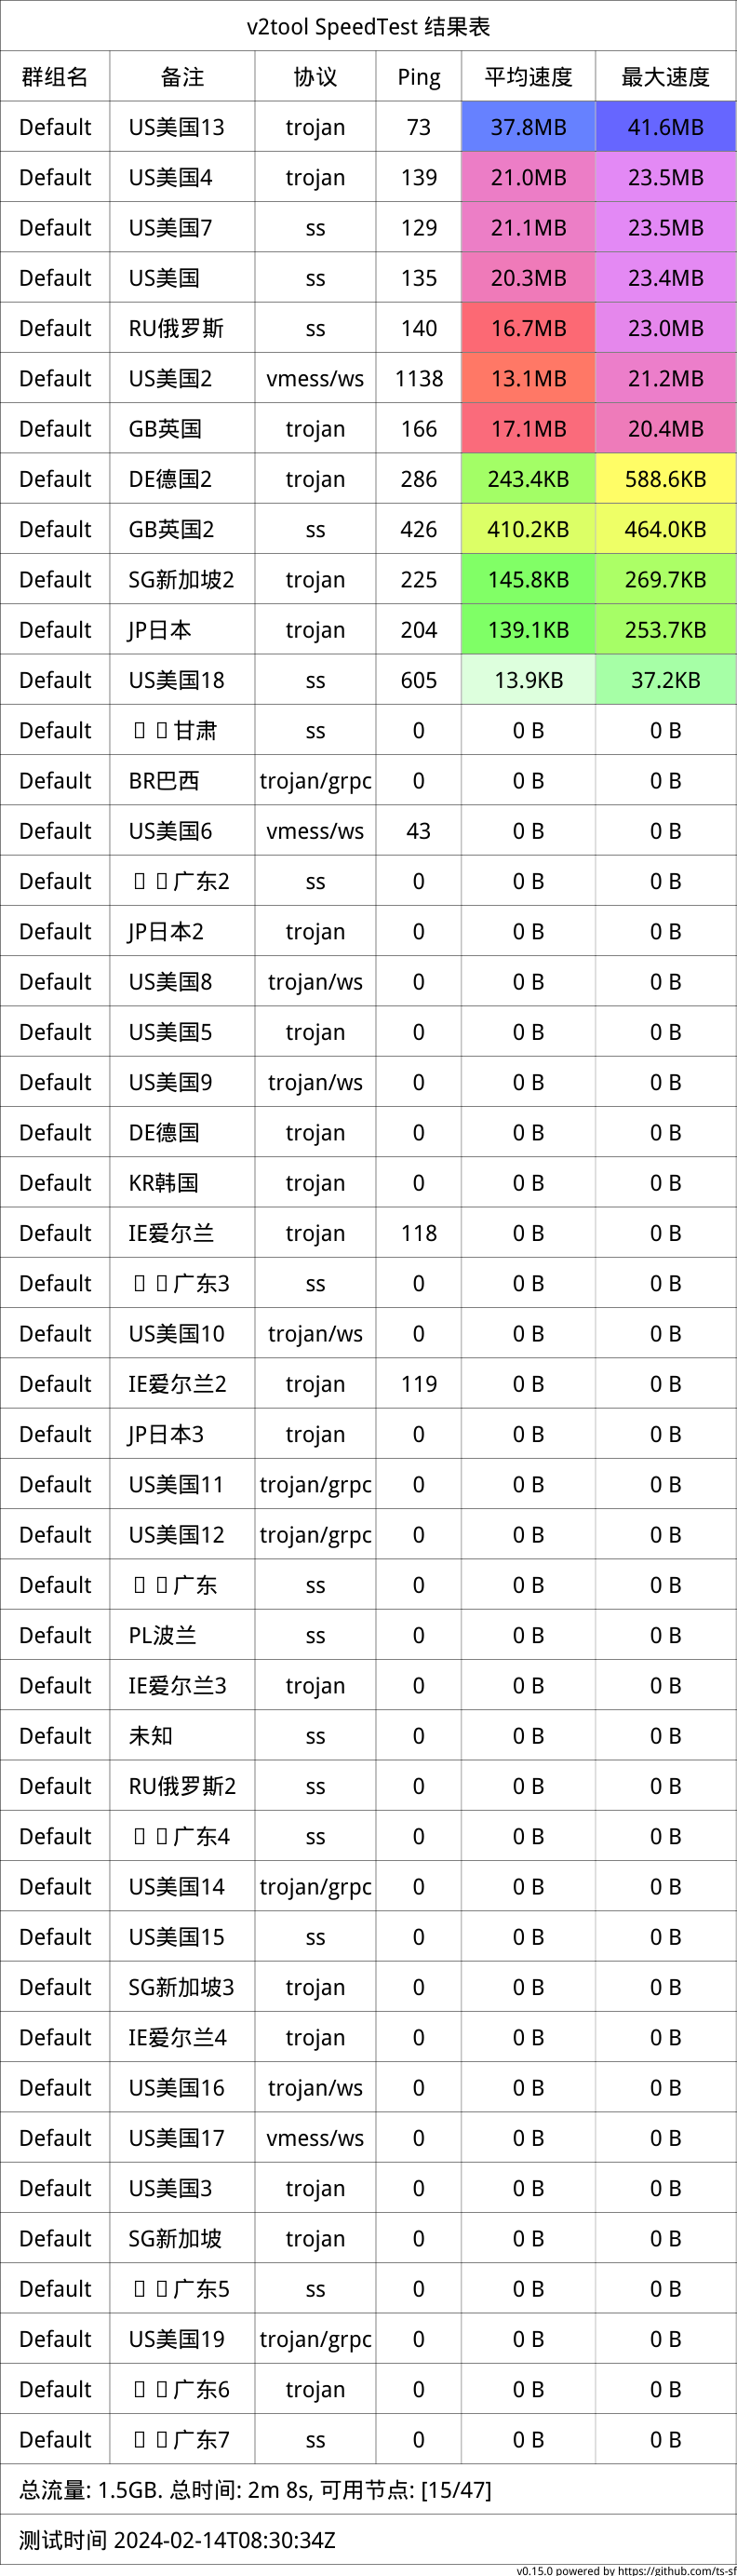 v2tool SpeedTest 结果表
群组名 备注 协议 Ping 平均速度 最大速度
Default US美国13 trojan 73 37.8MB 41.6MB
Default US美国4 trojan 139 21.0MB 23.5MB
Default US美国7 ss 129 21.1MB 23.5MB
Default US美国 ss 135 20.3MB 23.4MB
Default RU俄罗斯 ss 140 16.7MB 23.0MB
Default US美国2 vmess/ws 1138 13.1MB 21.2MB
Default GB英国 trojan 166 17.1MB 20.4MB
Default DE德国2 trojan 286 243.4KB 588.6KB
Default GB英国2 ss 426 410.2KB 464.0KB
Default SG新加坡2 trojan 225 145.8KB 269.7KB
Default JP日本 trojan 204 139.1KB 253.7KB
Default US美国18 ss 605 13.9KB 37.2KB
Default 甘肃 ss 0 0 B 0 B
Default BR巴西 trojan/grpc 0 0 B 0 B
Default US美国6 vmess/ws 43 0 B 0 B
Default 广东2 ss 0 0 B 0 B
Default JP日本2 trojan 0 0 B 0 B
Default US美国8 trojan/ws 0 0 B 0 B
Default US美国5 trojan 0 0 B 0 B
Default US美国9 trojan/ws 0 0 B 0 B
Default DE德国 trojan 0 0 B 0 B
Default KR韩国 trojan 0 0 B 0 B
Default IE爱尔兰 trojan 118 0 B 0 B
Default 广东3 ss 0 0 B 0 B
Default US美国10 trojan/ws 0 0 B 0 B
Default IE爱尔兰2 trojan 119 0 B 0 B
Default JP日本3 trojan 0 0 B 0 B
Default US美国11 trojan/grpc 0 0 B 0 B
Default US美国12 trojan/grpc 0 0 B 0 B
Default 广东 ss 0 0 B 0 B
Default PL波兰 ss 0 0 B 0 B
Default IE爱尔兰3 trojan 0 0 B 0 B
Default 未知 ss 0 0 B 0 B
Default RU俄罗斯2 ss 0 0 B 0 B
Default 广东4 ss 0 0 B 0 B
Default US美国14 trojan/grpc 0 0 B 0 B
Default US美国15 ss 0 0 B 0 B
Default SG新加坡3 trojan 0 0 B 0 B
Default IE爱尔兰4 trojan 0 0 B 0 B
Default US美国16 trojan/ws 0 0 B 0 B
Default US美国17 vmess/ws 0 0 B 0 B
Default US美国3 trojan 0 0 B 0 B
Default SG新加坡 trojan 0 0 B 0 B
Default 广东5 ss 0 0 B 0 B
Default US美国19 trojan/grpc 0 0 B 0 B
Default 广东6 trojan 0 0 B 0 B
Default 广东7 ss 0 0 B 0 B
总流量: 1.5GB. 总时间: 2m 8s, 可用节点: [15/47]
测试时间 2024-02-14T08:30:34Z
v0.15.0 powered by https://github.com/ts-sf